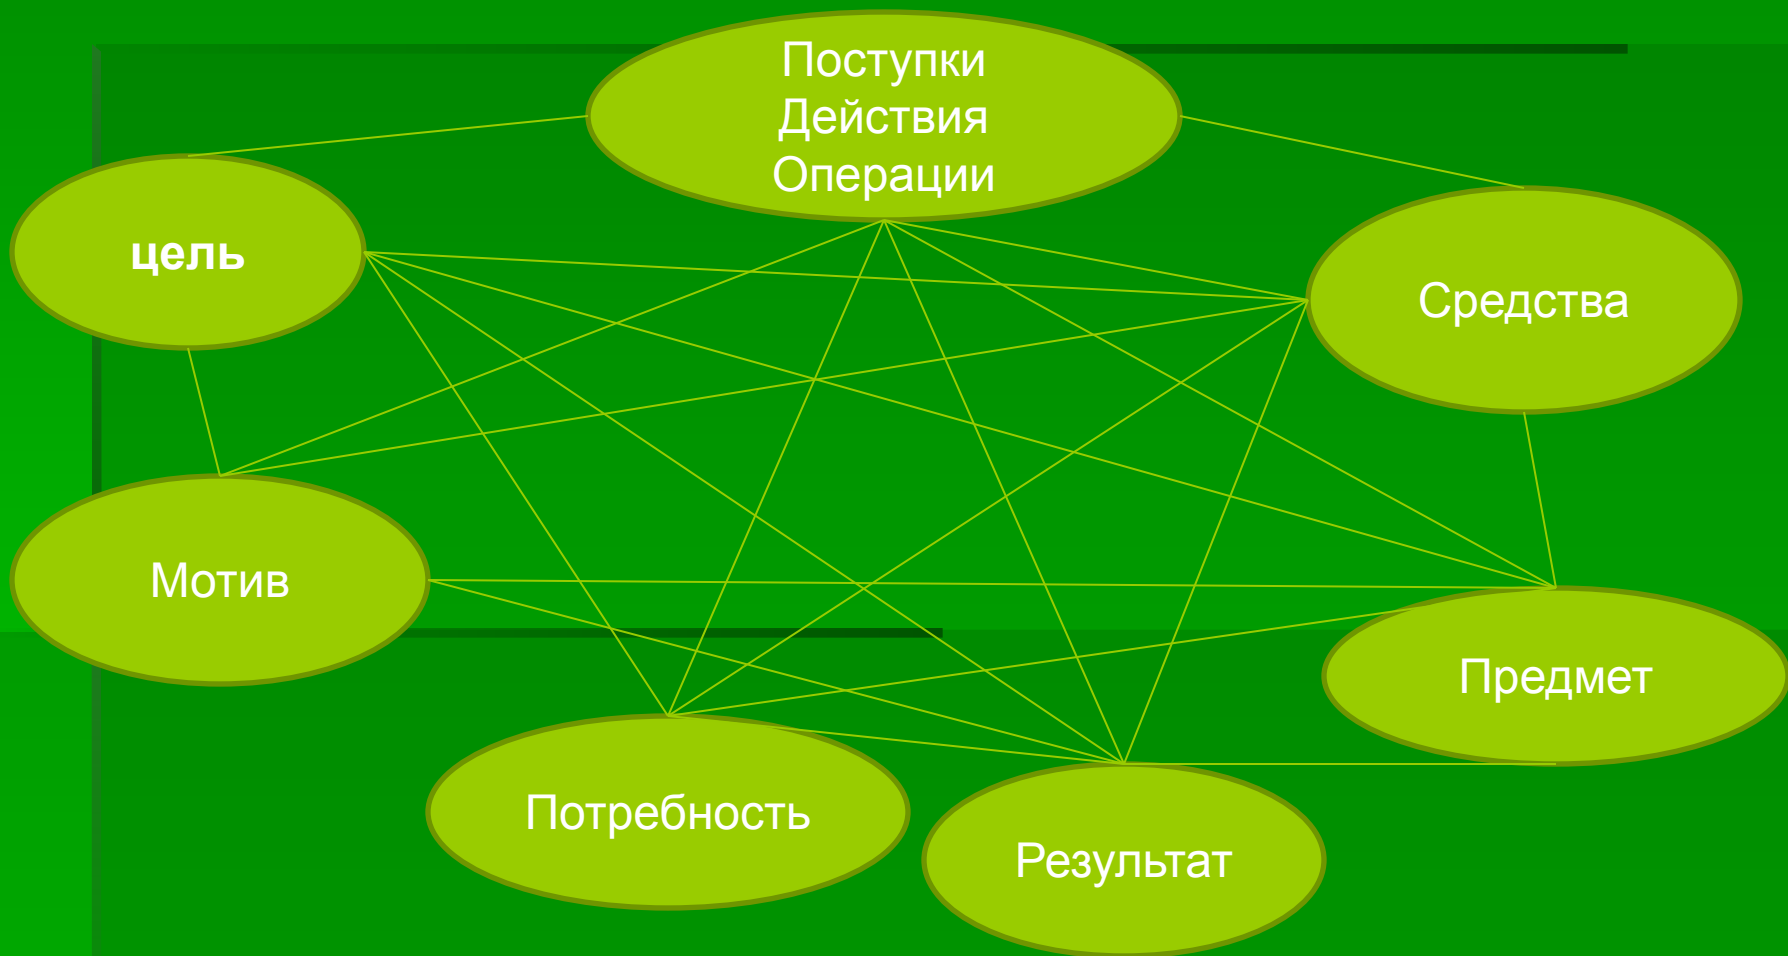 Поступки
Действия
Операции
цель
Средства
Мотив
Предмет
Потребность
Результат